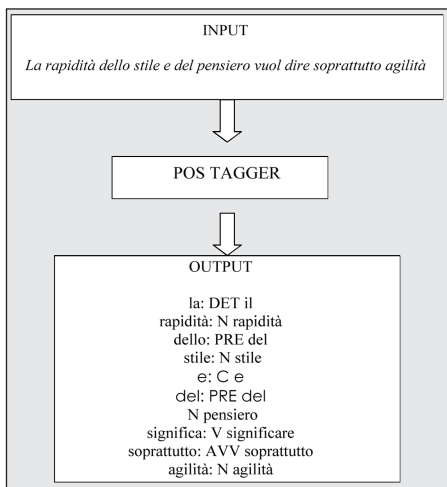 INPUT
La rapidità dello stile e del pensiero vuol dire soprattutto agilità
POS TAGGER
OUTPUT
la: DET il
rapidità: N rapidità
dello: PRE del
stile: N stile
e: C e
del: PRE del
N pensiero
significa: V significare
soprattutto: AVV soprattutto
agilità: N agilità